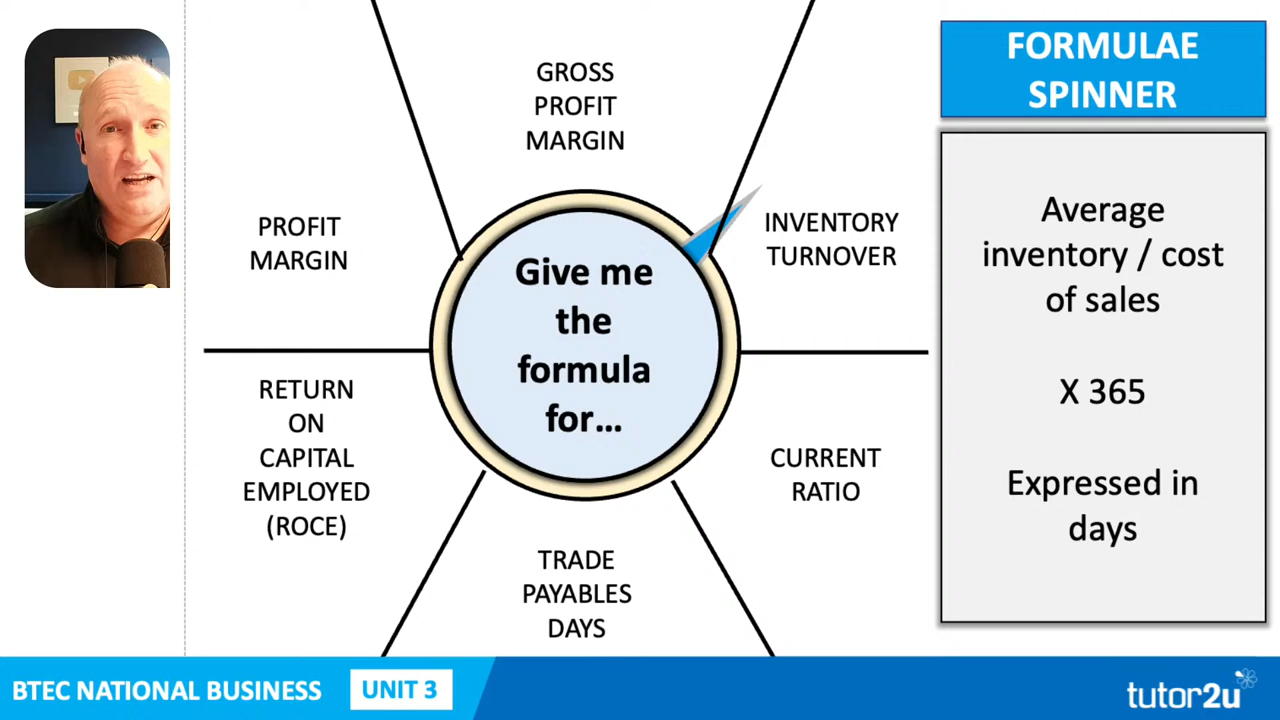 GROSS
PROFIT
MARGIN
PROFIT
MARGIN
INVENTORY
TURNOVER
Give me
the
formula
for...
RETURN
ON
CAPITAL
EMPLOYED
(ROCE)
CURRENT
RATIO
TRADE
PAYABLES
DAYS
FORMULAE
SPINNER
Average
inventory / cost
of sales
X 365
Expressed in
days
BTEC NATIONAL BUSINESS
UNIT 3
tutor2u